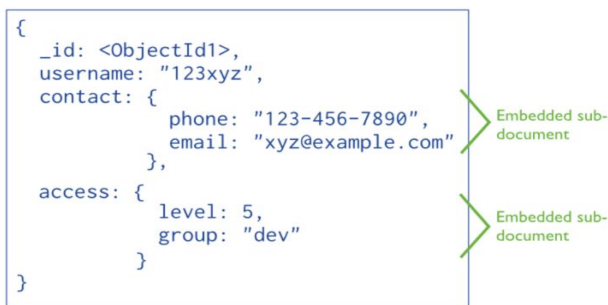 {
_id: <ObjectId1>,
username: "123xyz",
contact: {
phone: "123-456-7890",
email: "xyz@example.com"
},
access: {
level: 5,
group: "dev"
}
}
Embedded sub-
document
Embedded sub-
document